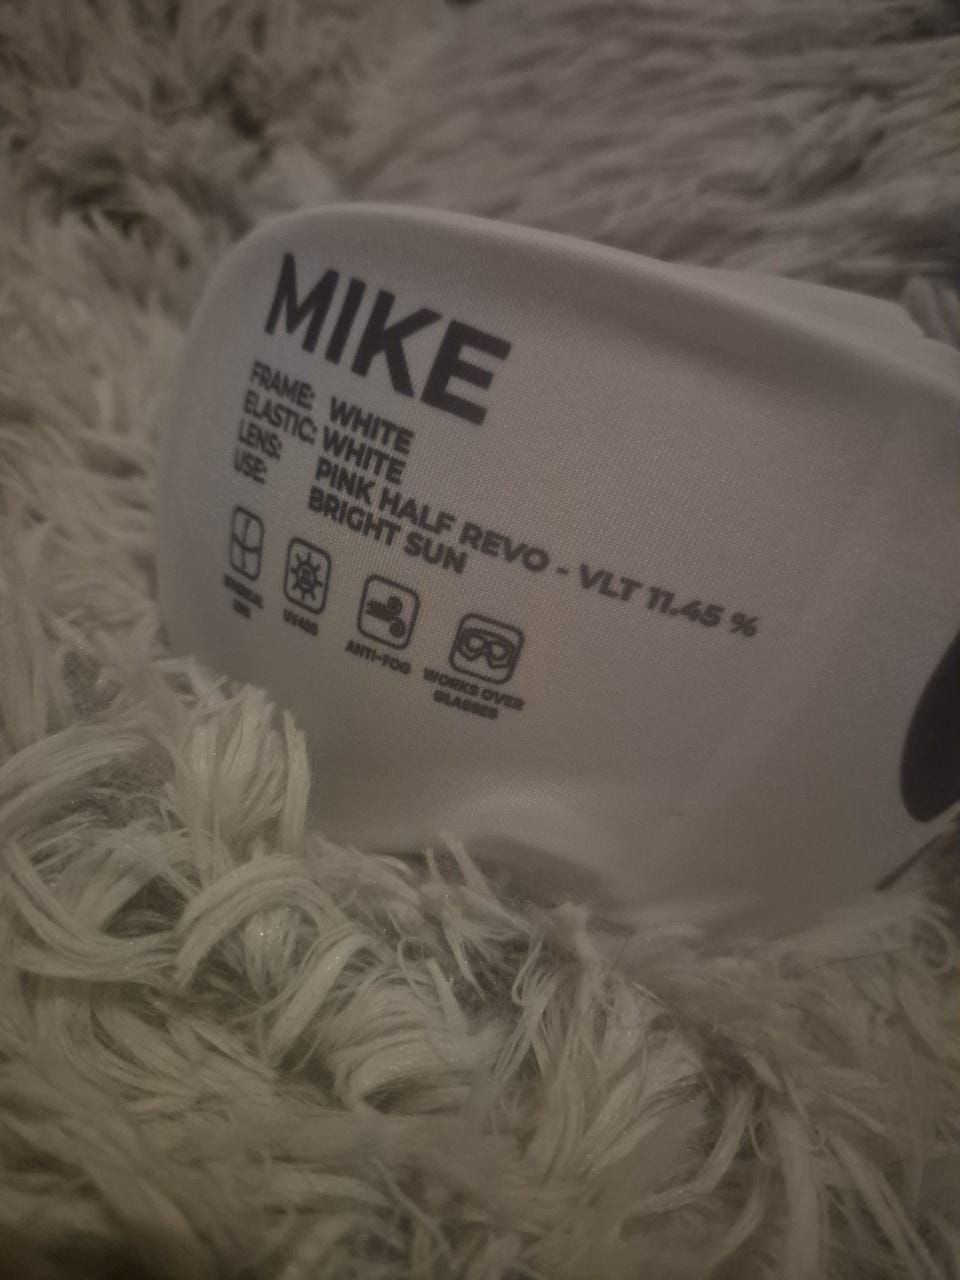 MIKE
FRAME: WHITE
ELASTIC: WHITE
LENS: PINK HALF REVO - VLT 11.45 %
USE: BRIGHT SUN
UV400
ANTI-FOG
WORKS OVER
GLASSES